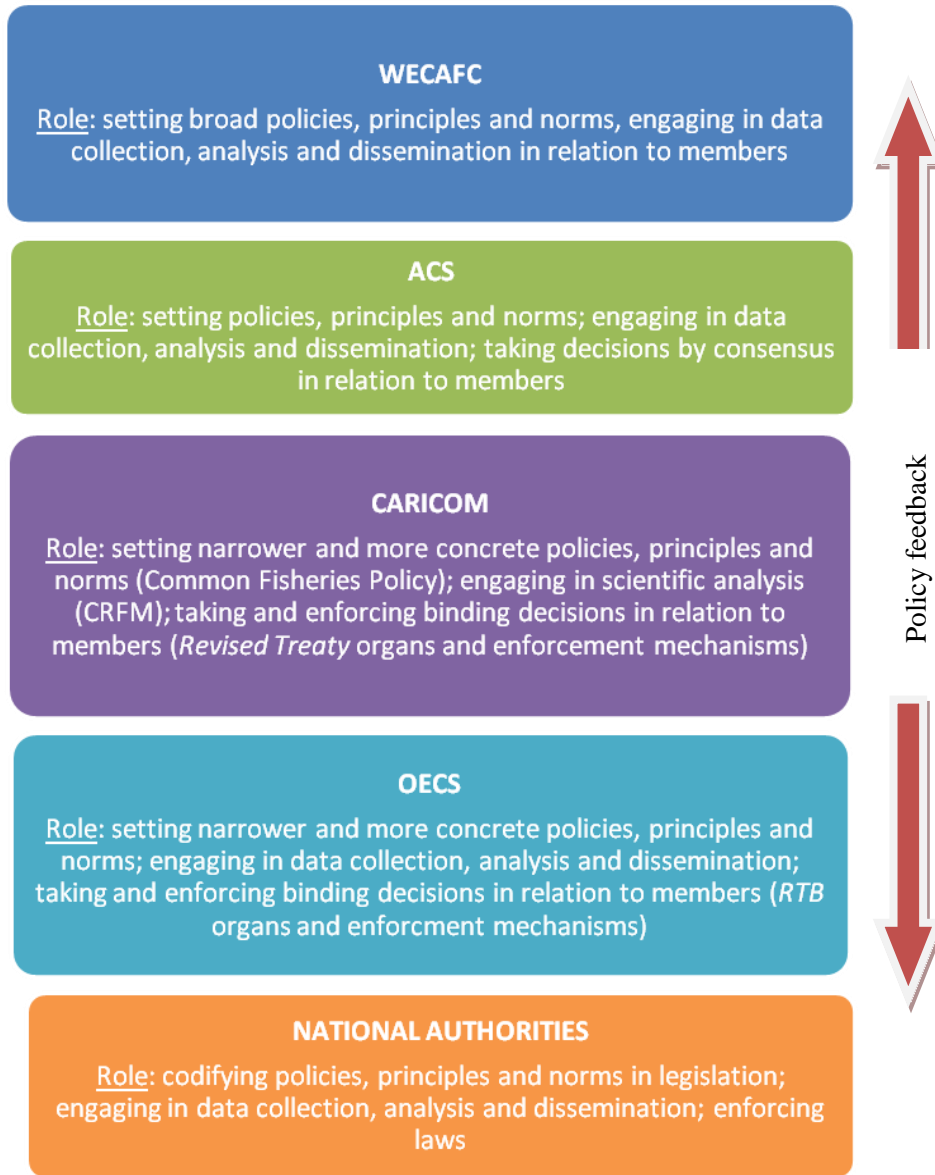 WECAFC
Role: setting broad policies, principles and norms, engaging in data
collection, analysis and dissemination in relation to members
ACS
Role: setting policies, principles and norms; engaging in data
collection, analysis and dissemination; taking decisions by consensus
in relation to members
CARICOM
Role: setting narrower and more concrete policies, principles and
norms (Common Fisheries Policy); engaging in scientific analysis
(CRFM); taking and enforcing binding decisions in relation to
members (Revised Treaty organs and enforcement mechanisms)
OECS
Role: setting narrower and more concrete policies, principles and
norms; engaging in data collection, analysis and dissemination;
taking and enforcing binding decisions in relation to members (RTB
organs and enforcment mechanisms)
NATIONAL AUTHORITIES
Role: codifying policies, principles and norms in legislation;
engaging in data collection, analysis and dissemination; enforcing
laws
Policy feedback